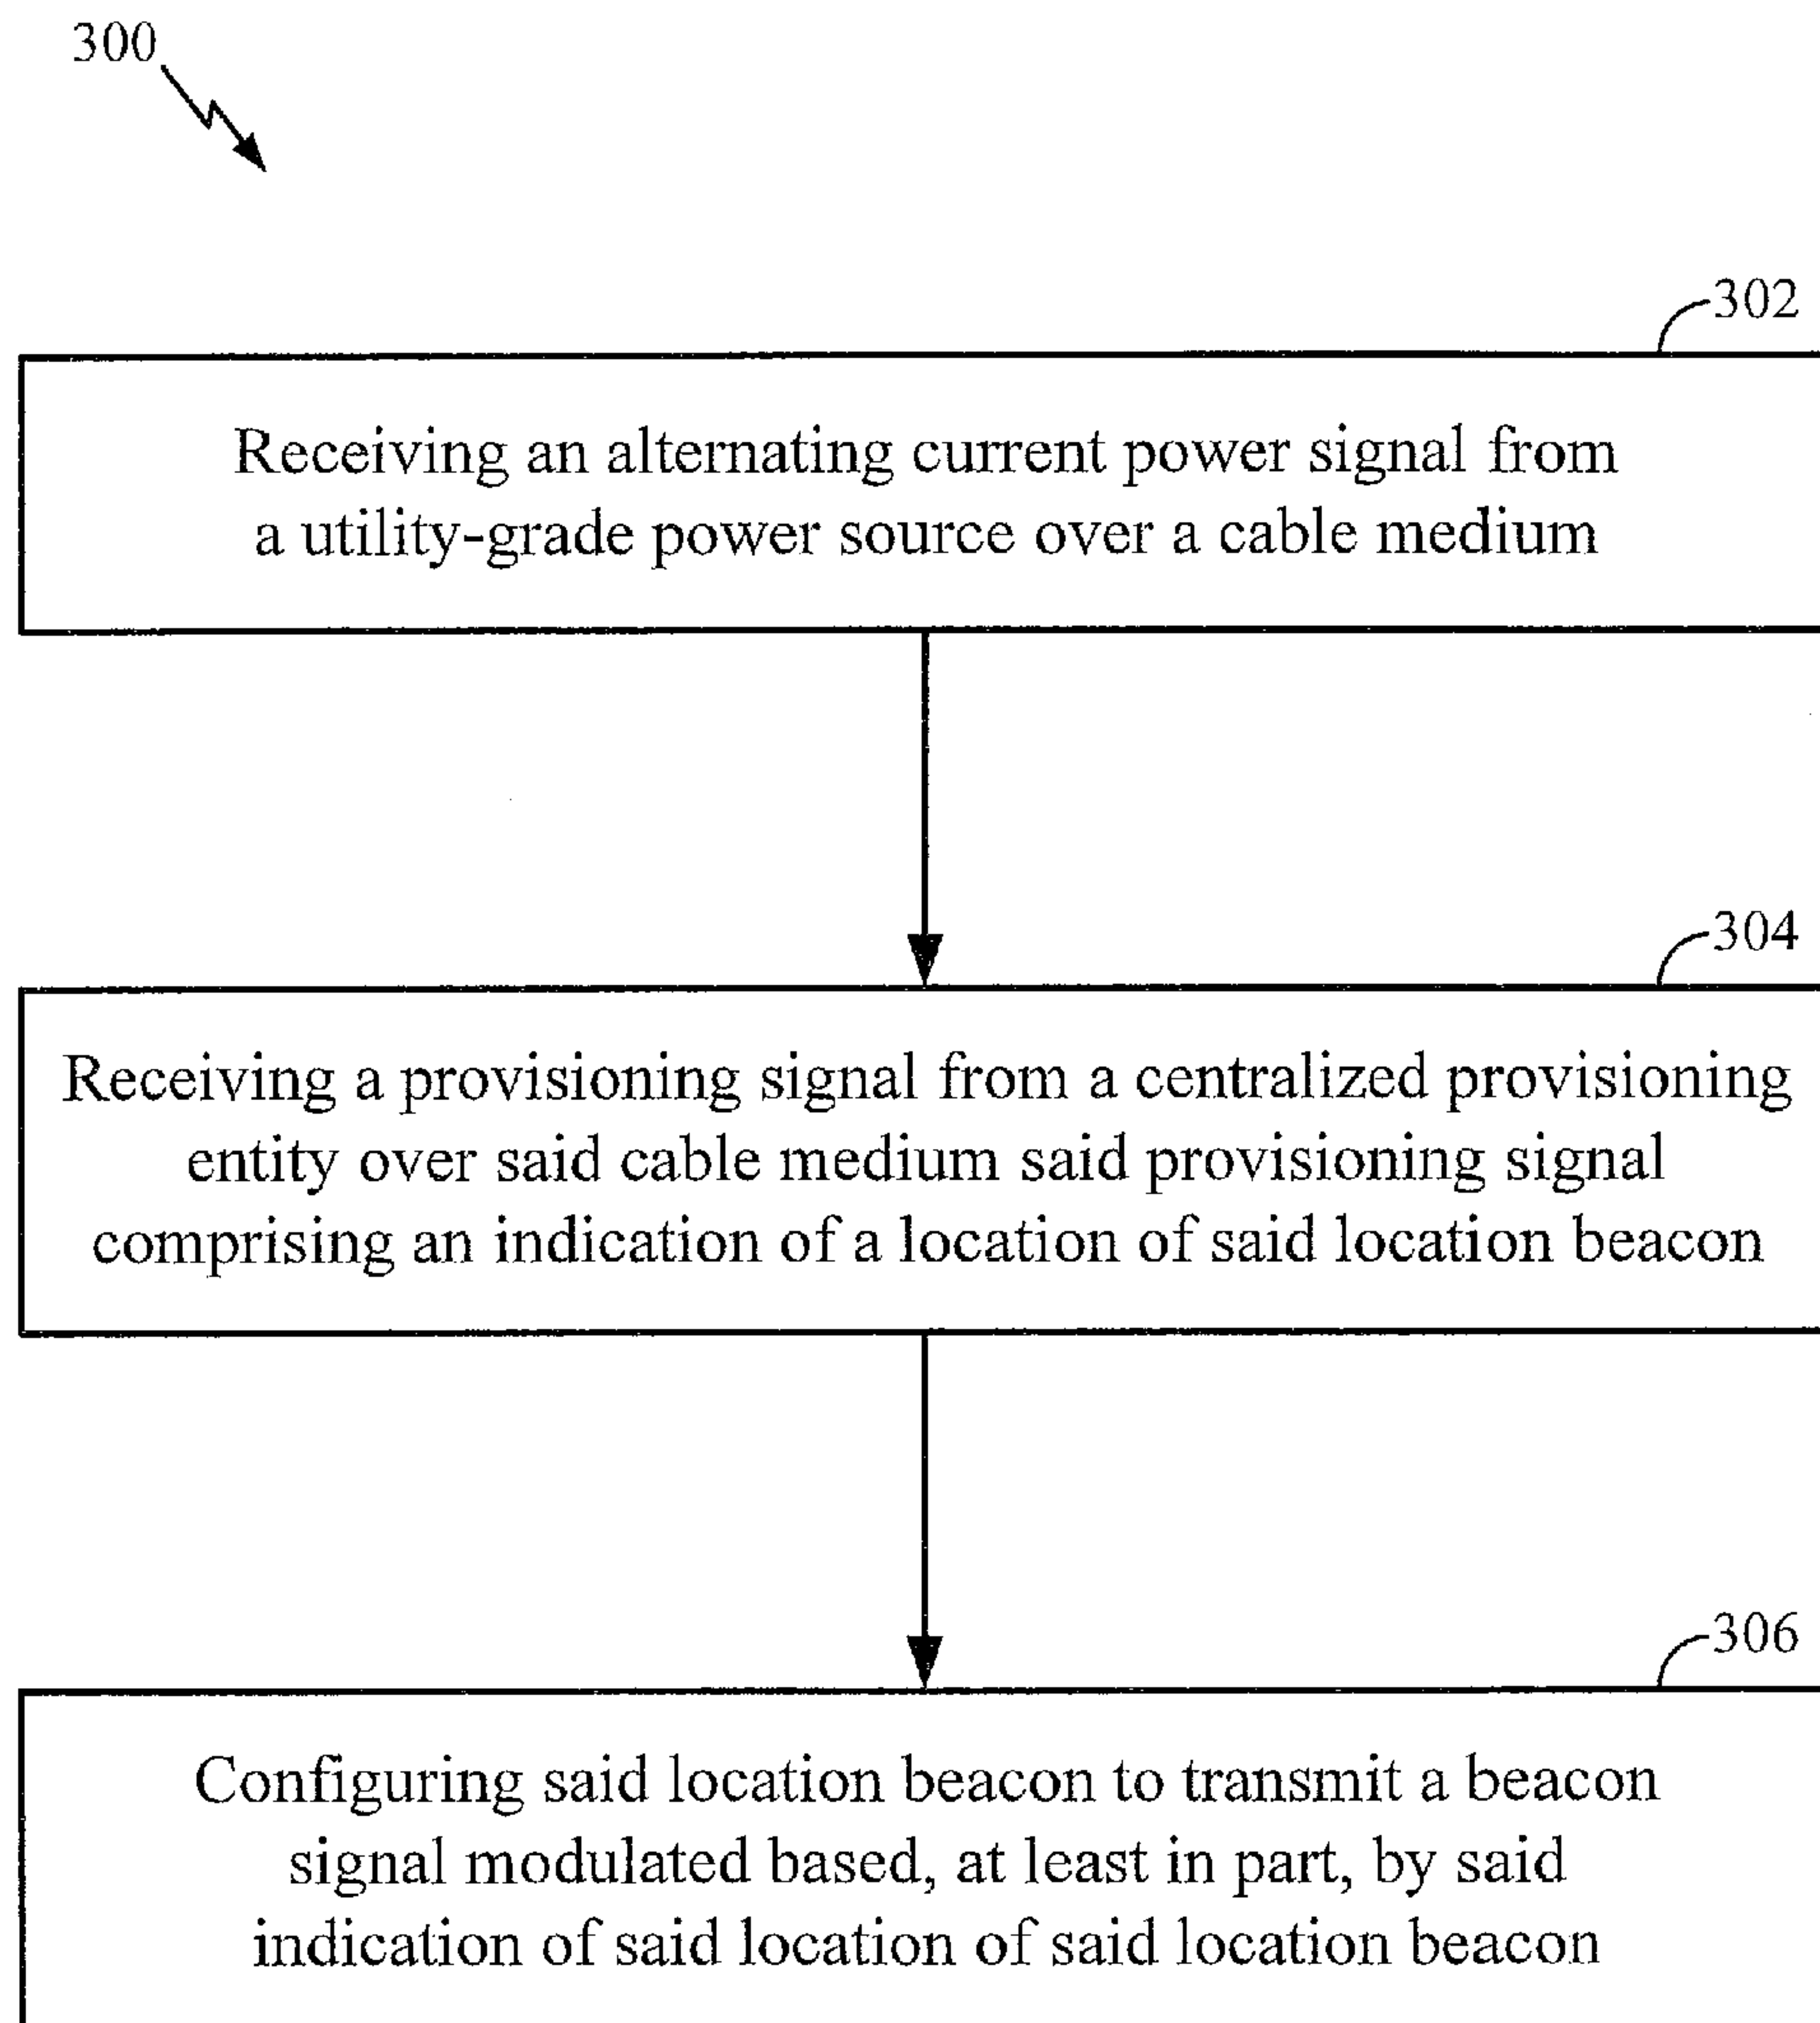 300
302
Receiving an alternating current power signal from
a utility-grade power source over a cable medium
304
Receiving a provisioning signal from a centralized provisioning
entity over said cable medium said provisioning signal
comprising an indication of a location of said location beacon
306
Configuring said location beacon to transmit a beacon
signal modulated based, at least in part, by said
indication of said location of said location beacon